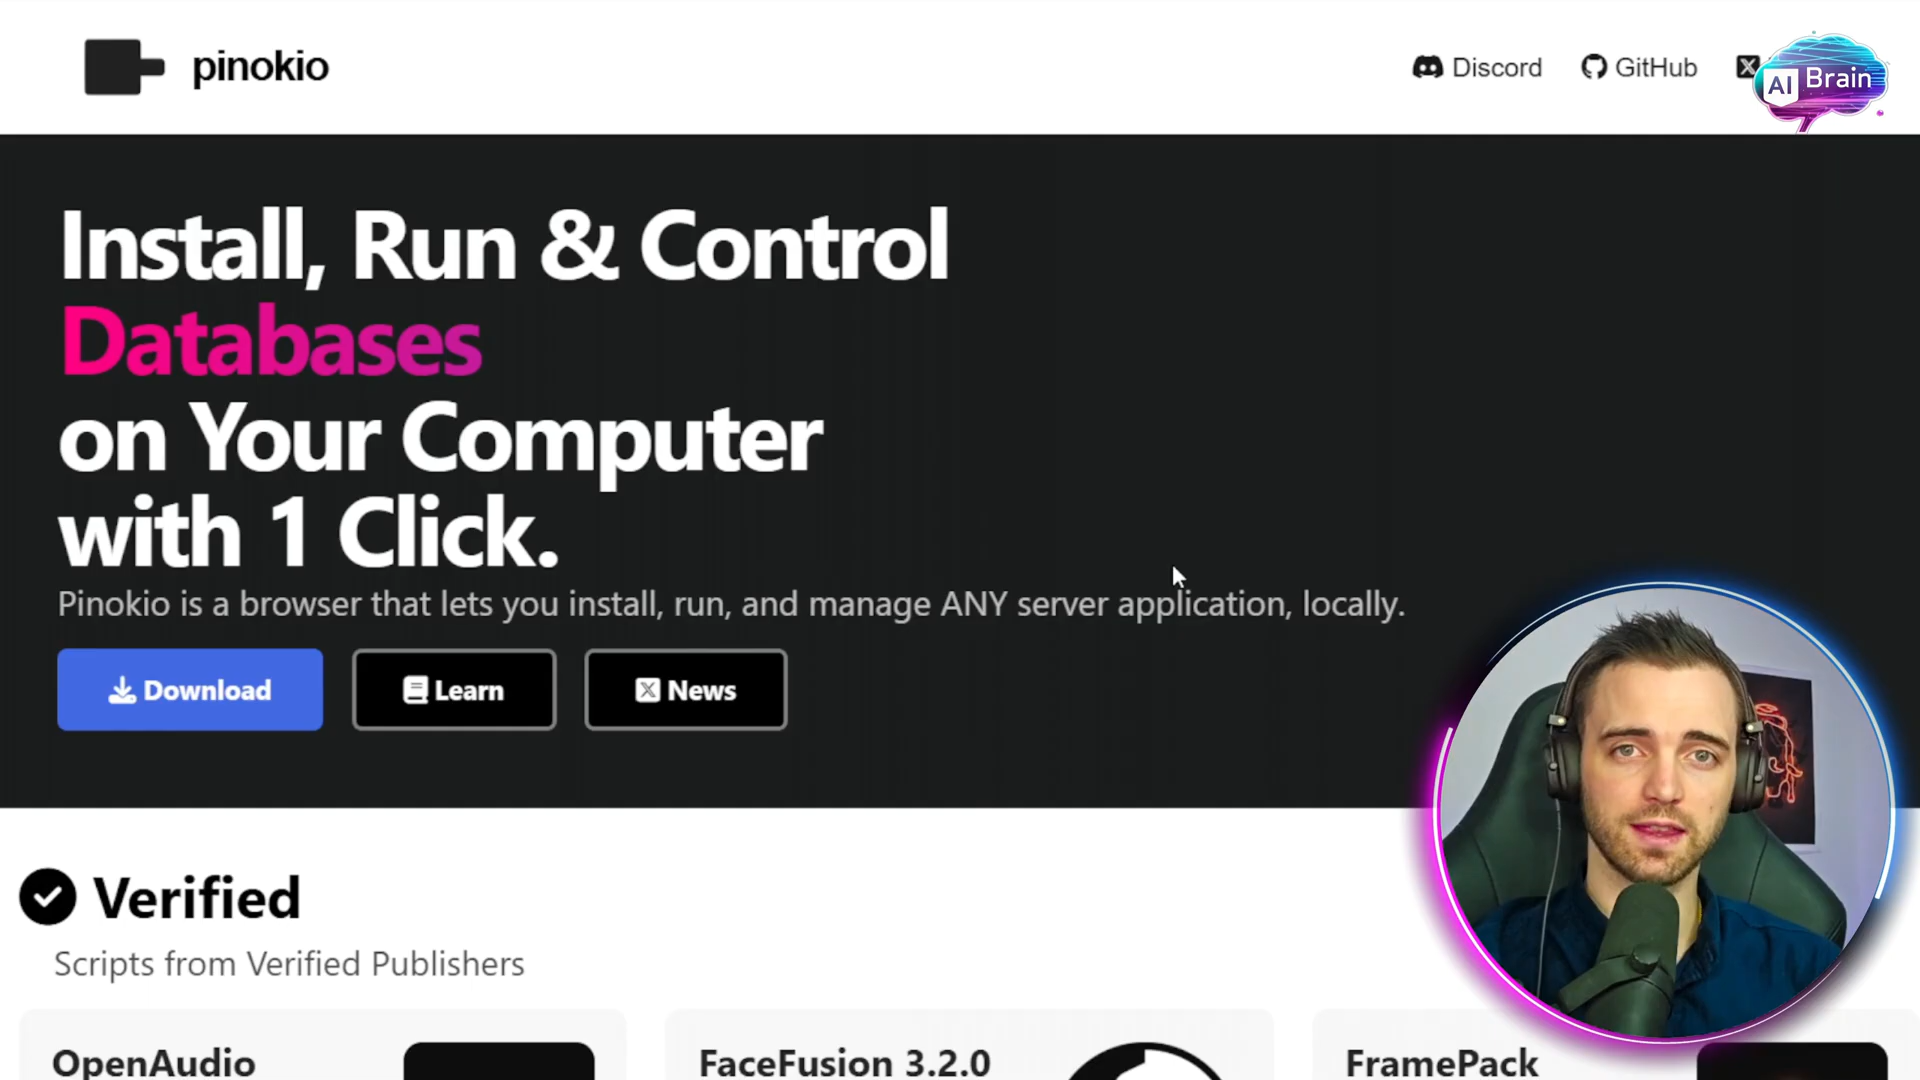 pinokio
Discord
GitHub
AI Brain
Install, Run & Control
Databases
on Your Computer
with 1 Click.
Pinokio is a browser that lets you install, run, and manage ANY server application, locally.
Download
Learn
News
Verified
Scripts from Verified Publishers
OpenAudio
FaceFusion 3.2.0
FramePack